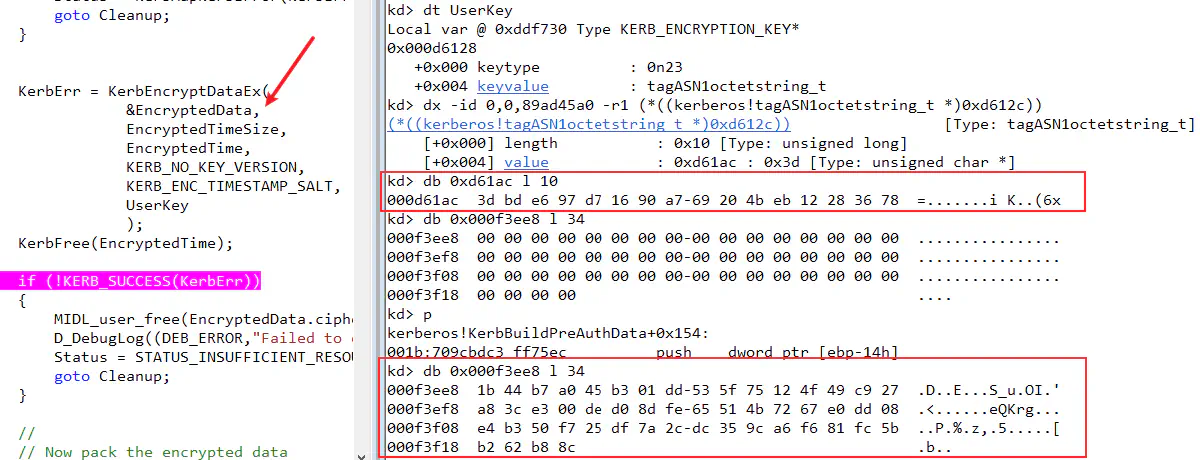 goto Cleanup;
}
KerbErr = KerbEncryptDataEx(
&EncryptedData,
EncryptedTimeSize,
EncryptedTime,
KERB_NO_KEY_VERSION,
KERB_ENC_TIMESTAMP_SALT,
UserKey
);
KerbFree(EncryptedTime);
if (!KERB_SUCCESS(KerbErr))
{
MIDL_user_free(EncryptedData.ciphe
D_DebugLog((DEB_ERROR,"Failed to
Status = STATUS_INSUFFICIENT_RESOU
goto Cleanup;
}
//
// Now pack the encrypted data
kd> dt UserKey
Local var @ 0xddf730 Type KERB_ENCRYPTION_KEY*
0x000d6128
+0x000 keytype : 0n23
+0x004 keyvalue : tagASN1octetstring_t
kd> dx -id 0,0,89ad45a0 -r1 (*((kerberos!tagASN1octetstring_t *)0xd612c))
(*((kerberos!tagASN1octetstring_t *)0xd612c)) [Type: tagASN1octetstring_t]
[+0x000] length : 0x10 [Type: unsigned long]
[+0x004] value : 0xd61ac : 0x3d [Type: unsigned char *]
kd> db 0xd61ac l 10
000d61ac 3d bd e6 97 d7 16 90 a7-69 20 4b eb 12 28 36 78 =.......i K..(6x
kd> db 0x000f3ee8 l 34
000f3ee8 00 00 00 00 00 00 00 00-00 00 00 00 00 00 00 00 ................
000f3ef8 00 00 00 00 00 00 00 00-00 00 00 00 00 00 00 00 ................
000f3f08 00 00 00 00 00 00 00 00-00 00 00 00 00 00 00 00 ................
000f3f18 00 00 00 00 ....
kd> p
kerberos!KerbBuildPreAuthData+0x154:
001b:709cbdc3 ff75ec push dword ptr [ebp-14h]
kd> db 0x000f3ee8 l 34
000f3ee8 1b 44 b7 a0 45 b3 01 dd-53 5f 75 12 4f 49 c9 27 .D..E...S_u.OI.'
000f3ef8 a8 3c e3 00 de d0 8d fe-65 51 4b 72 67 e0 dd 08 .<......eQKrg...
000f3f08 e4 b3 50 f7 25 df 7a 2c-dc 35 9c a6 f6 81 fc 5b ..P.%.z,.5.....[
000f3f18 b2 62 b8 8c .b..